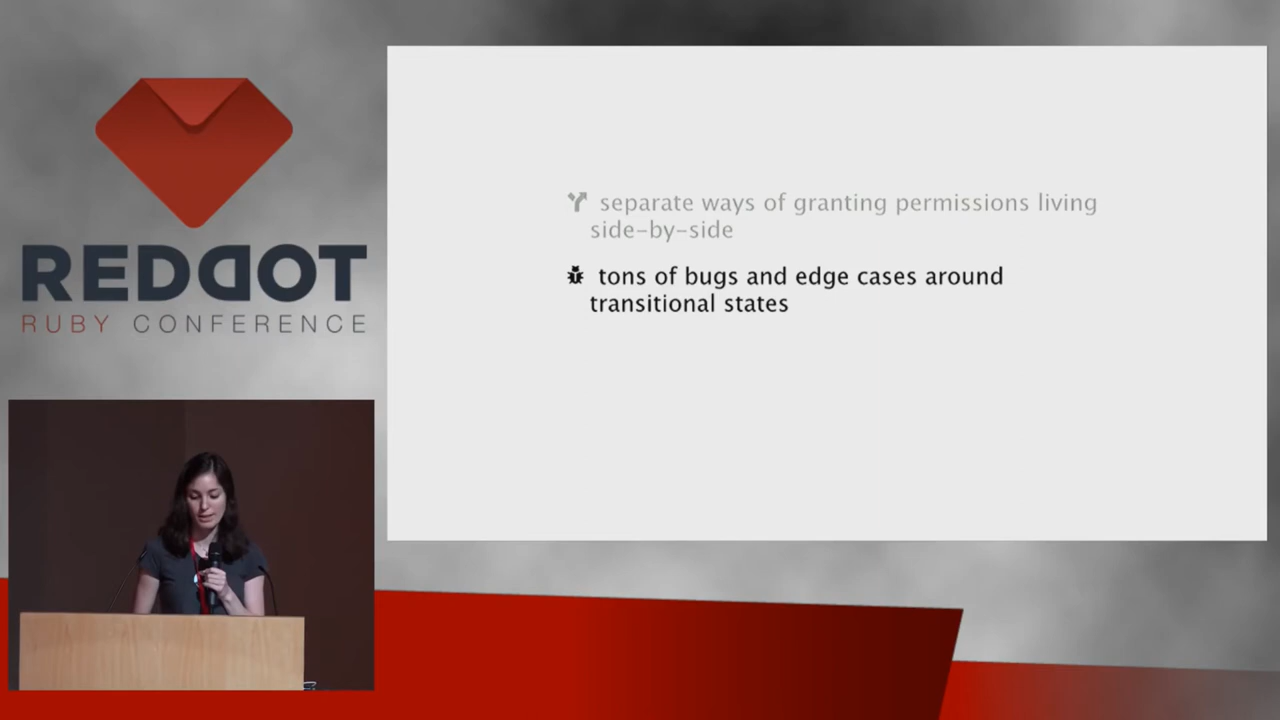 REDDOT
RUBY CONFERENCE
separate ways of granting permissions living
side-by-side
tons of bugs and edge cases around
transitional states